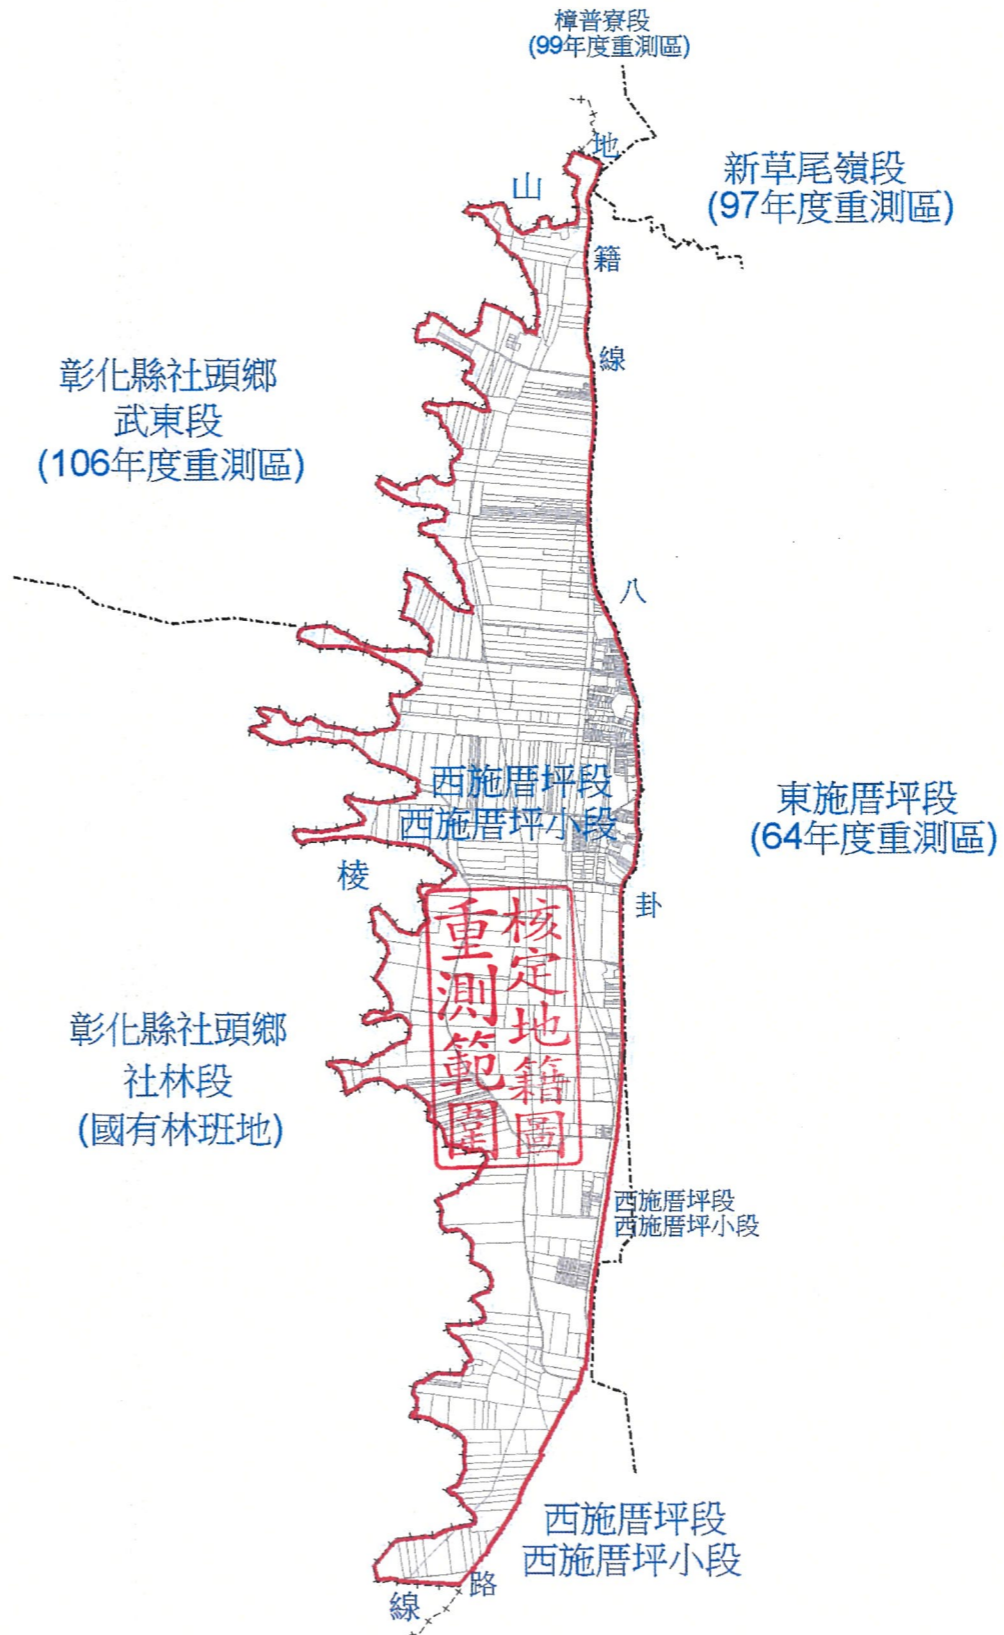 樟普寮段
(99年度重測區)
地
山
新草尾嶺段
(97年度重測區)
籍
線
彰化縣社頭鄉
武東段
(106年度重測區)
八
西施厝坪段
西施厝坪小段
東施厝坪段
(64年度重測區)
棱
卦
核定地籍圖
重測範圍
彰化縣社頭鄉
社林段
(國有林班地)
西施厝坪段
西施厝坪小段
西施厝坪段
西施厝坪小段
路
線